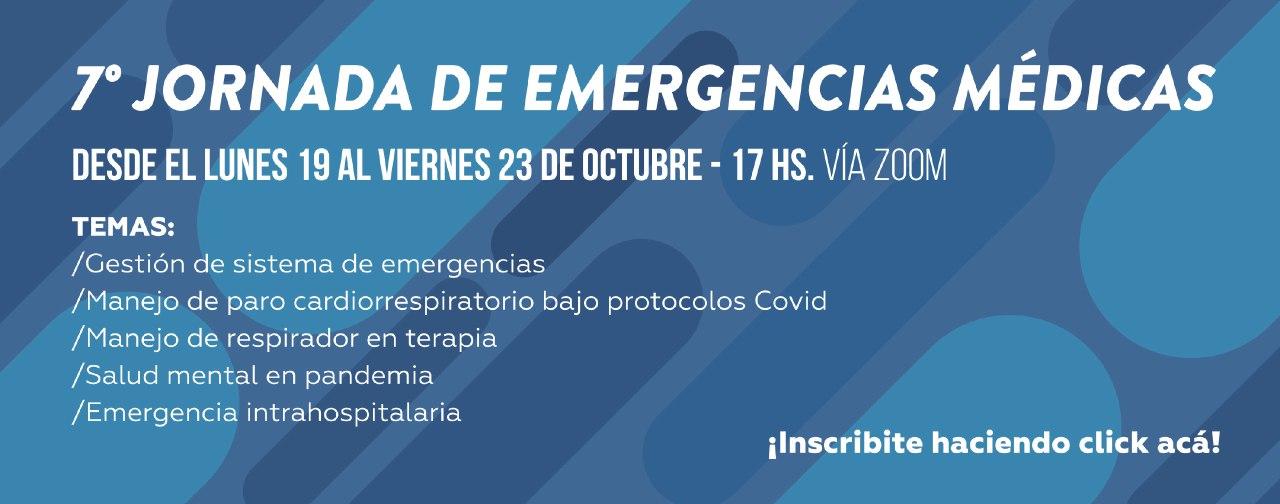 7º JORNADA DE EMERGENCIAS MÉDICAS
DESDE EL LUNES 19 AL VIERNES 23 DE OCTUBRE - 17 HS. VÍA ZOOM
TEMAS:
/Gestión de sistema de emergencias
/Manejo de paro cardiorrespiratorio bajo protocolos Covid
/Manejo de respirador en terapia
/Salud mental en pandemia
/Emergencia intrahospitalaria
¡Inscribite haciendo click acá!